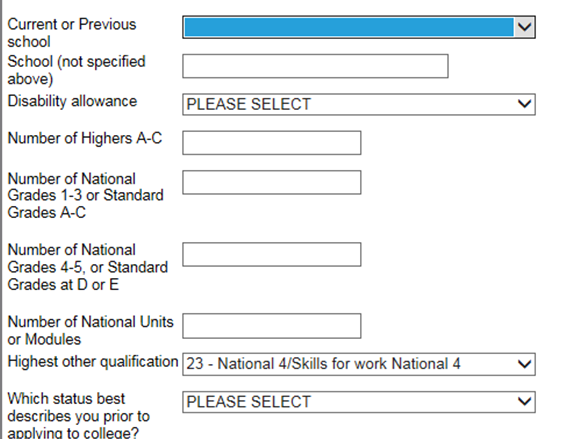 Current or Previous
school
School (not specified
above)
Disability allowance
PLEASE SELECT
Number of Highers A-C
Number of National
Grades 1-3 or Standard
Grades A-C
Number of National
Grades 4-5, or Standard
Grades at D or E
Number of National Units
or Modules
Highest other qualification
23 - National 4/Skills for work National 4
Which status best
describes you prior to
applying to college?
PLEASE SELECT